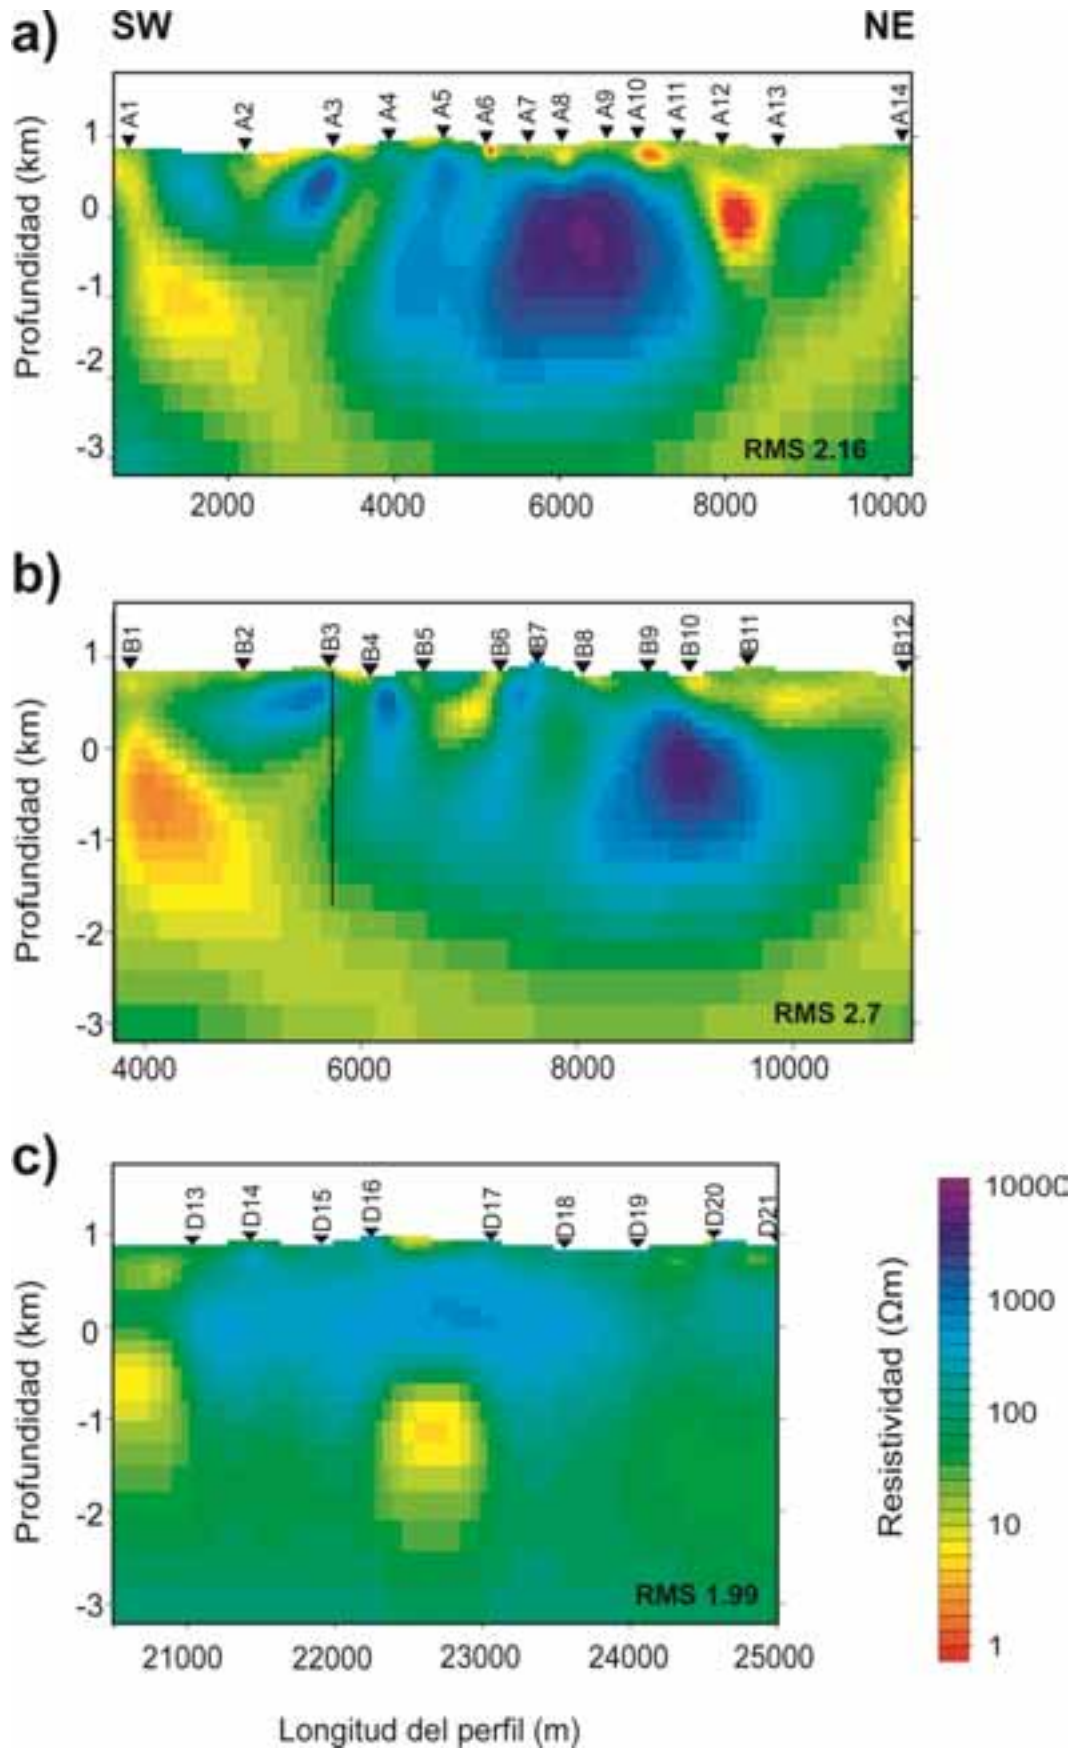 a) SW NE
A1 A2 A3 A4 A5 A6 A7 A8 A9 A10 A11 A12 A13 A14
Profundidad (km)
1
0
-1
-2
-3
RMS 2.16
2000 4000 6000 8000 10000
b)
B1 B2 B3 B4 B5 B6 B7 B8 B9 B10 B11 B12
Profundidad (km)
1
0
-1
-2
-3
RMS 2.7
4000 6000 8000 10000
c)
D13 D14 D15 D16 D17 D18 D19 D20 D21
Profundidad (km)
1
0
-1
-2
-3
RMS 1.99
21000 22000 23000 24000 25000
Longitud del perfil (m)
Resistividad (Ωm)
10000
1000
100
10
1